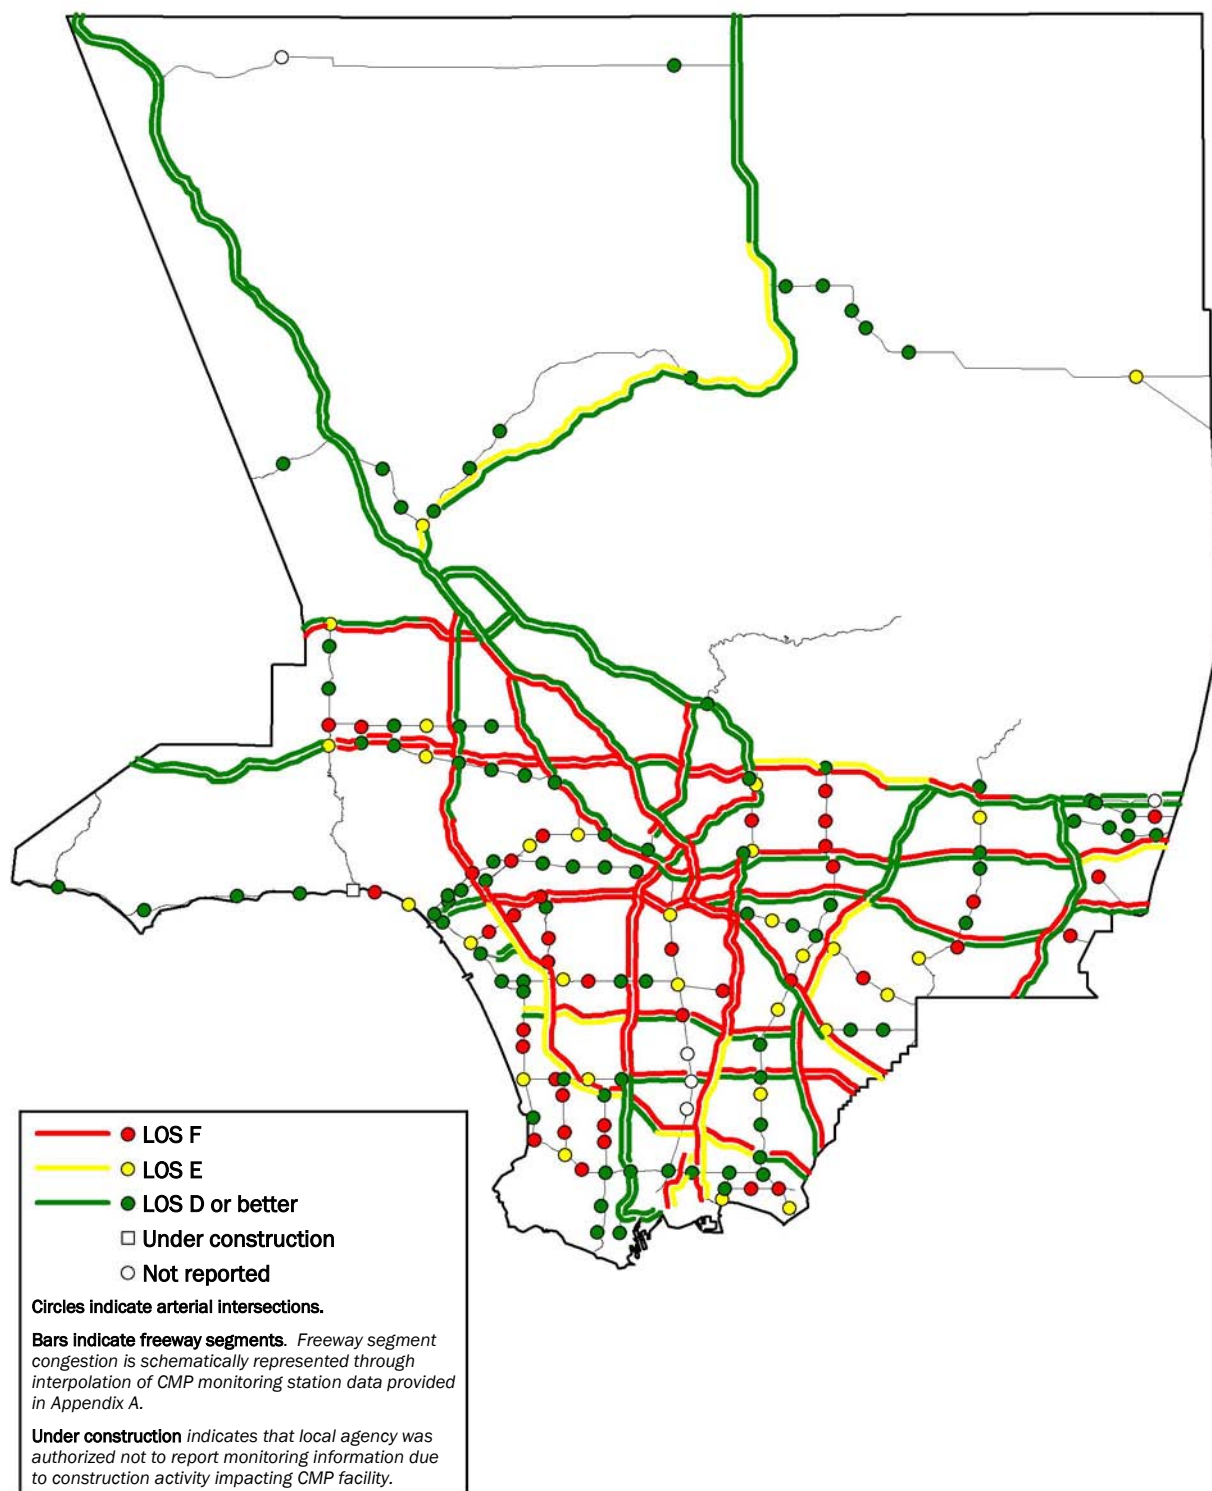 LOS F
LOS E
LOS D or better
Under construction
Not reported
Circles indicate arterial intersections.
Bars indicate freeway segments. Freeway segment
congestion is schematically represented through
interpolation of CMP monitoring station data provided
in Appendix A.
Under construction indicates that local agency was
authorized not to report monitoring information due
to construction activity impacting CMP facility.